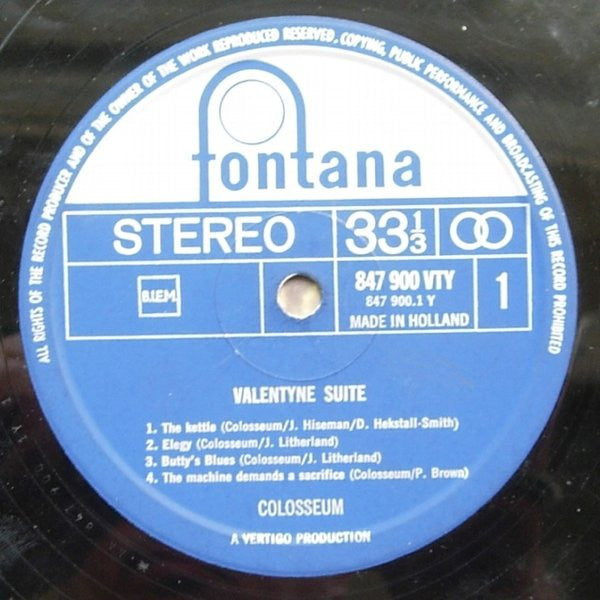 ALL RIGHTS OF THE RECORD PRODUCER AND OF THE OWNER OF THE WORK REPRODUCED RESERVED, COPYING, PUBLIC PERFORMANCE AND BROADCASTING OF THIS RECORD PROHIBITED
fontana
STEREO 33 1/3
B.I.E.M. 847 900 VTY 1
847 900.1 Y
MADE IN HOLLAND
VALENTYNE SUITE
1. The kettle (Colosseum/J. Hiseman/D. Hekstall-Smith)
2. Elegy (Colosseum/J. Litherland)
3. Butty's Blues (Colosseum/J. Litherland)
4. The machine demands a sacrifice (Colosseum/P. Brown)
COLOSSEUM
A VERTIGO PRODUCTION